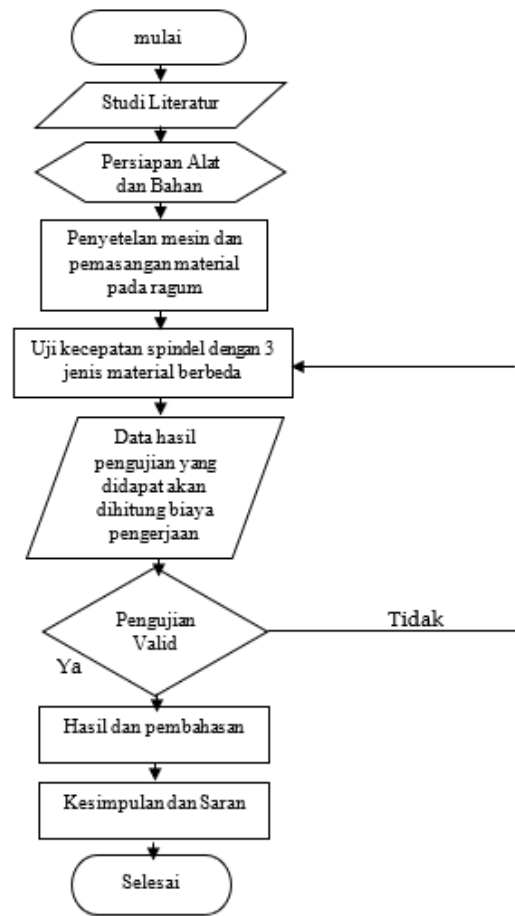 mulai
Studi Literatur
Persiapan Alat
dan Bahan
Penyetelan mesin dan
pemasangan material
pada ragum
Uji kecepatan spindel dengan 3
jenis material berbeda
Data hasil
pengujian yang
didapat akan
dihitung biaya
pengerjaan
Pengujian
Valid
Tidak
Ya
Hasil dan pembahasan
Kesimpulan dan Saran
Selesai